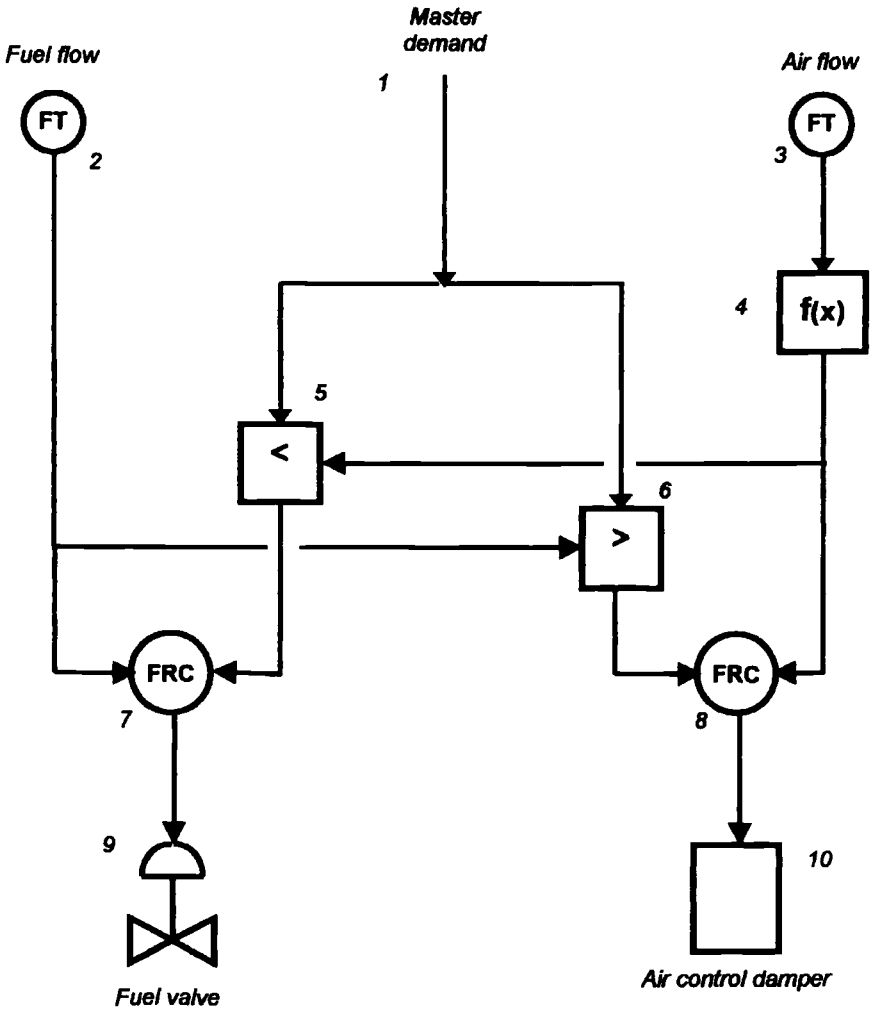 Master
demand
Fuel flow
1
Air flow
FT
FT
2
3
4
f(x)
5
<
6
>
FRC
FRC
7
8
9
10
Air control damper
Fuel valve